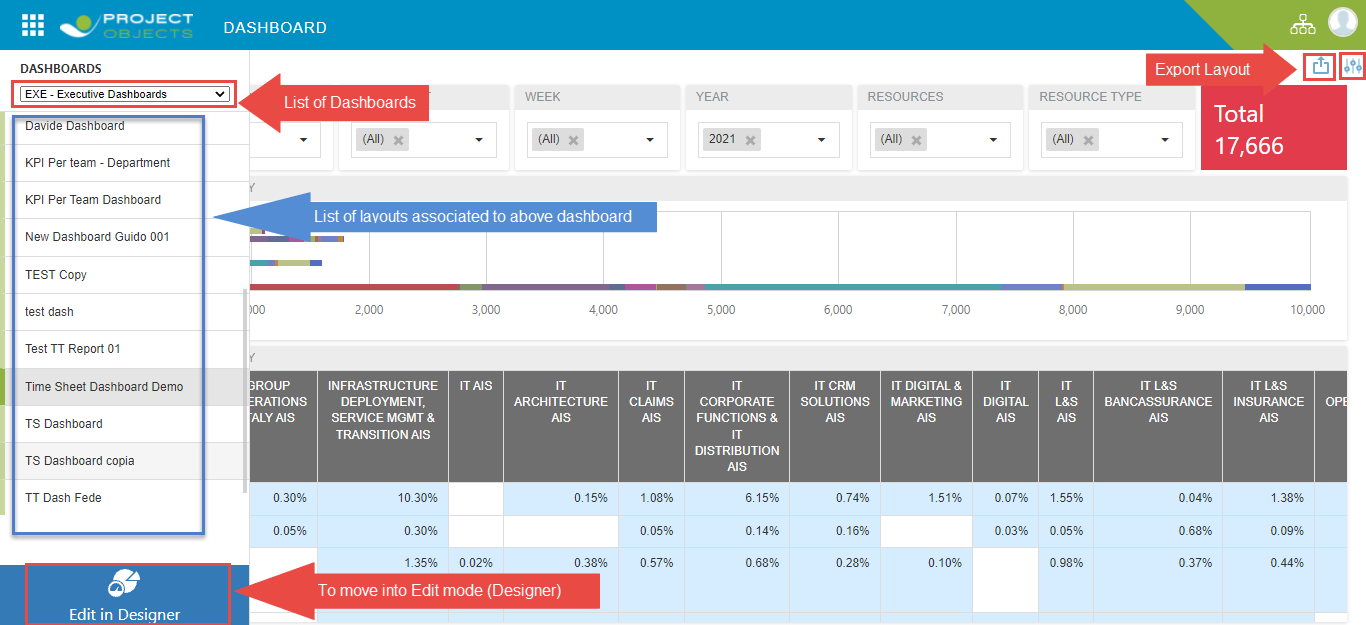 PROJECT
OBJECTS
DASHBOARD
DASHBOARDS
EXE - Executive Dashboards
List of Dashboards
Export Layout
WEEK
YEAR
RESOURCES
RESOURCE TYPE
(All)
(All)
2021
(All)
(All)
Total
17,666
Davide Dashboard
KPI Per team - Department
KPI Per Team Dashboard
New Dashboard Guido 001
TEST Copy
test dash
Test TT Report 01
Time Sheet Dashboard Demo
TS Dashboard
TS Dashboard copia
TT Dash Fede
Edit in Designer
List of layouts associated to above dashboard
To move into Edit mode (Designer)
Y
000 2,000 3,000 4,000 5,000 6,000 7,000 8,000 9,000 10,000
Y
GROUP
ERATIONS
TALY AIS
INFRASTRUCTURE
DEPLOYMENT,
SERVICE MGMT &
TRANSITION AIS
IT AIS
IT
ARCHITECTURE
AIS
IT
CLAIMS
AIS
IT
CORPORATE
FUNCTIONS &
IT
DISTRIBUTION
AIS
IT CRM
SOLUTIONS
AIS
IT DIGITAL &
MARKETING
AIS
IT
DIGITAL
AIS
IT
L&S
AIS
IT L&S
BANCASSURANCE
AIS
IT L&S
INSURANCE
AIS
OPE
0.30% 10.30% 0.15% 1.08% 6.15% 0.74% 1.51% 0.07% 1.55% 0.04% 1.38%
0.05% 0.30% 0.05% 0.14% 0.16% 0.03% 0.05% 0.68% 0.09%
1.35% 0.02% 0.38% 0.57% 0.68% 0.28% 0.10% 0.98% 0.37% 0.44%